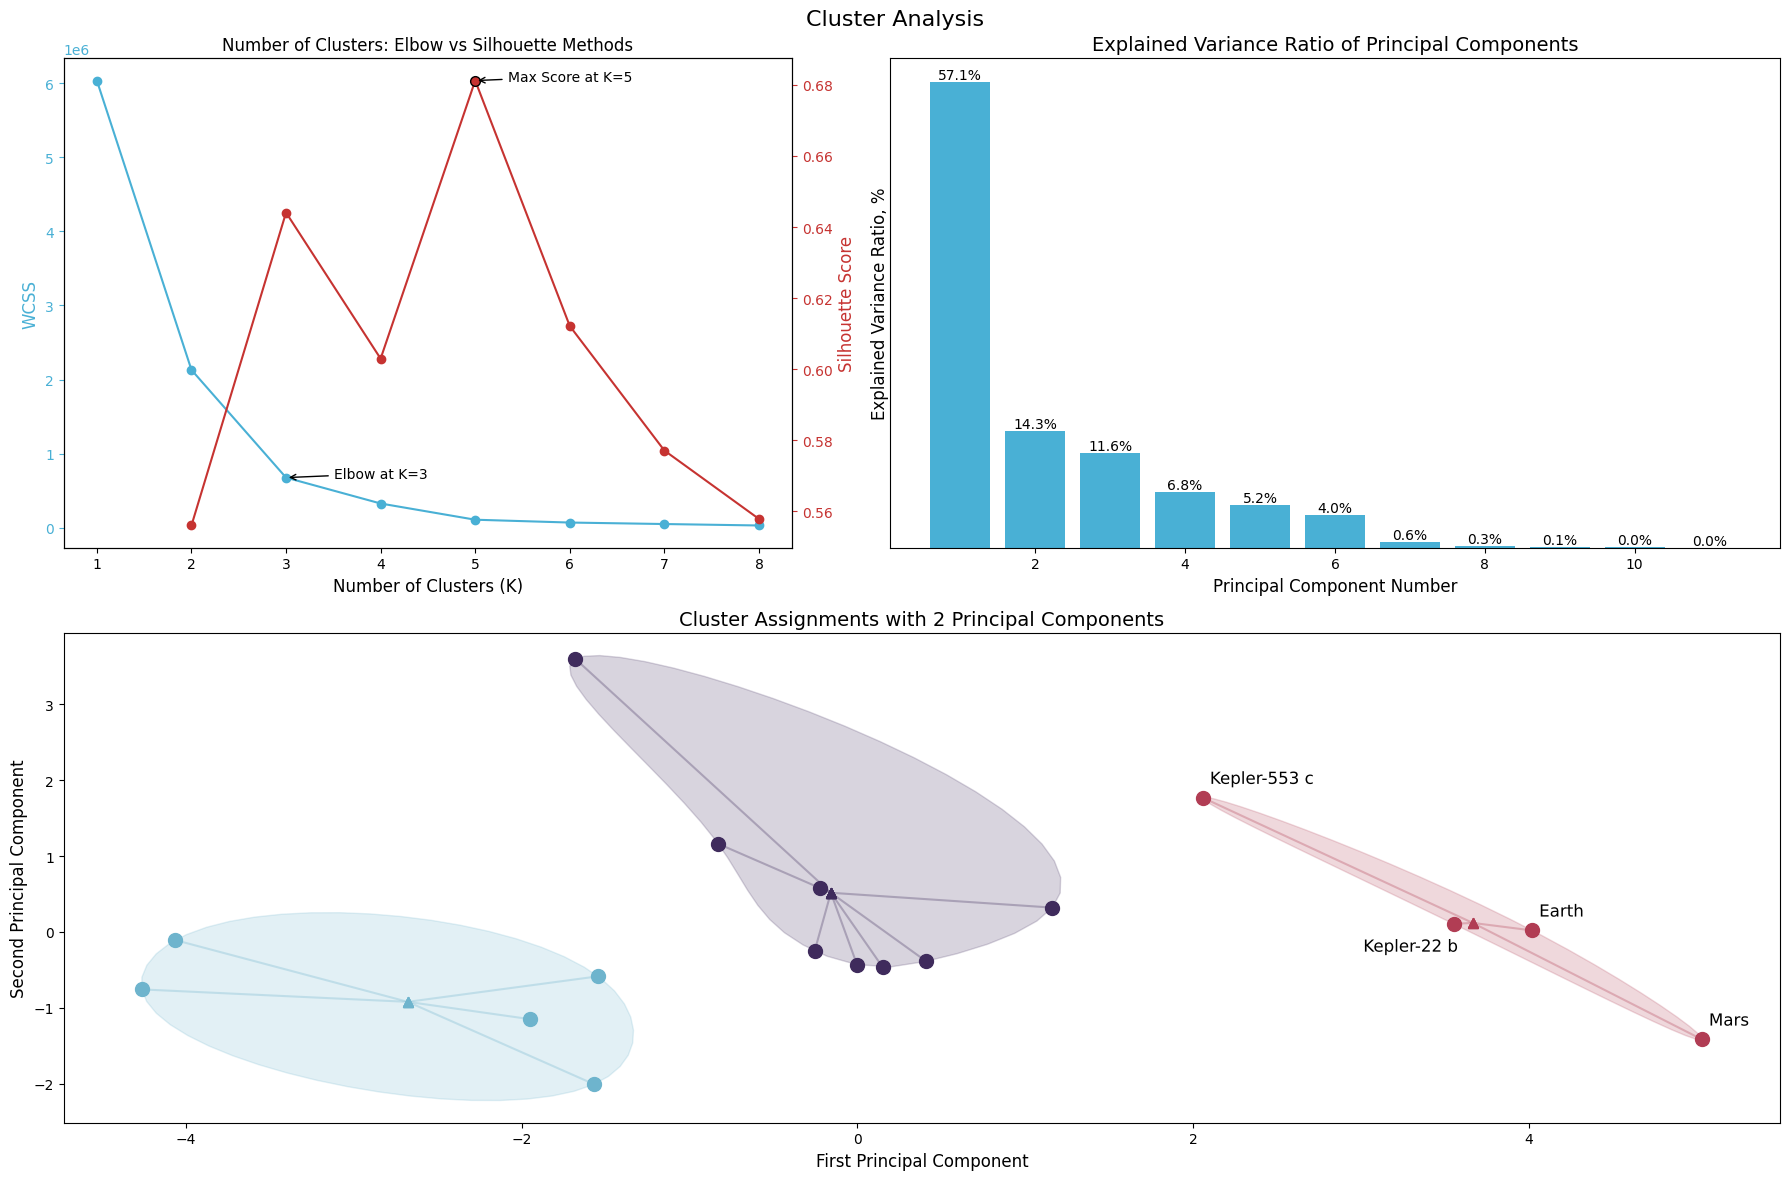 Cluster Analysis
Number of Clusters: Elbow vs Silhouette Methods
1e6
6
5
4
3
2
1
0
WCSS
Max Score at K=5
Elbow at K=3
0.68
0.66
0.64
0.62
0.60
0.58
0.56
Silhouette Score
1 2 3 4 5 6 7 8
Number of Clusters (K)
Explained Variance Ratio of Principal Components
Explained Variance Ratio, %
57.1%
14.3%
11.6%
6.8%
5.2%
4.0%
0.6%
0.3%
0.1%
0.0%
0.0%
2 4 6 8 10
Principal Component Number
Cluster Assignments with 2 Principal Components
Second Principal Component
3
2
1
0
−1
−2
Kepler-553 c
Earth
Kepler-22 b
Mars
−4 −2 0 2 4
First Principal Component